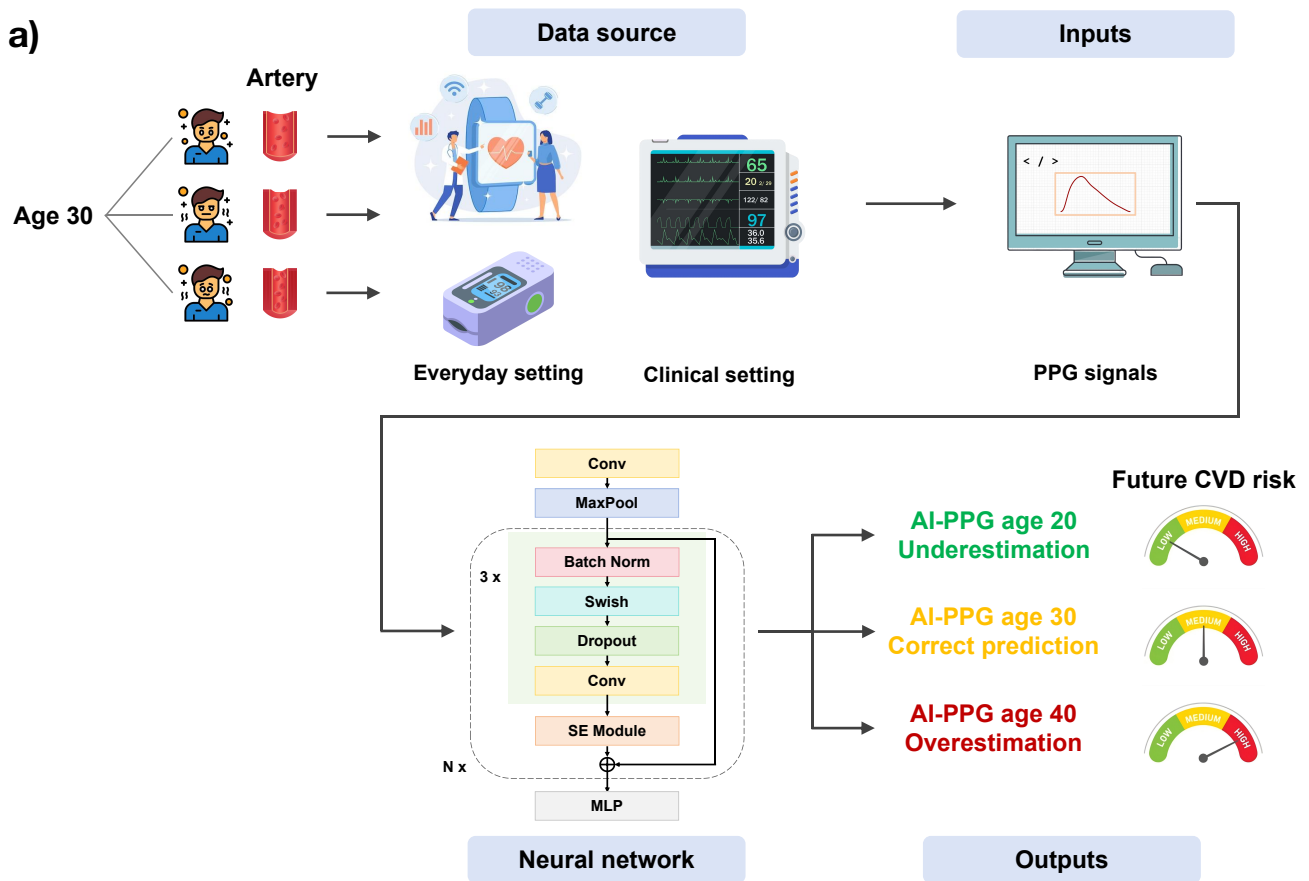 a)
Data source
Inputs
Artery
Age 30
65
20 2/29
122/ 82
97
36.0
35.6
< / >
Everyday setting
Clinical setting
PPG signals
Conv
MaxPool
3 x
Batch Norm
Swish
Dropout
Conv
SE Module
N x
MLP
Future CVD risk
AI-PPG age 20
Underestimation
LOW
MEDIUM
HIGH
AI-PPG age 30
Correct prediction
LOW
MEDIUM
HIGH
AI-PPG age 40
Overestimation
LOW
MEDIUM
HIGH
Neural network
Outputs